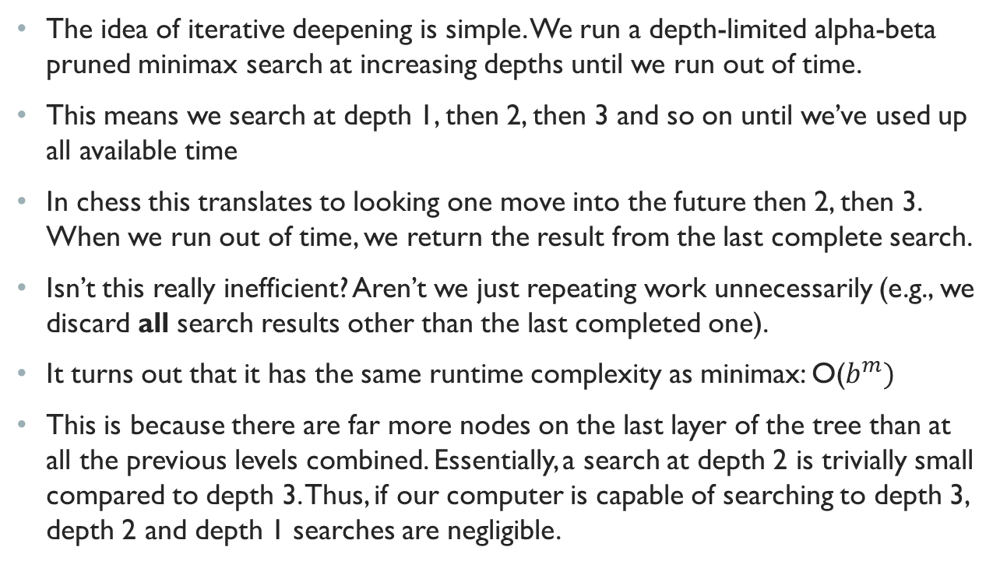 • The idea of iterative deepening is simple. We run a depth-limited alpha-beta
pruned minimax search at increasing depths until we run out of time.
• This means we search at depth 1, then 2, then 3 and so on until we’ve used up
all available time
• In chess this translates to looking one move into the future then 2, then 3.
When we run out of time, we return the result from the last complete search.
• Isn’t this really inefficient? Aren’t we just repeating work unnecessarily (e.g., we
discard all search results other than the last completed one).
• It turns out that it has the same runtime complexity as minimax: O(b^m)
• This is because there are far more nodes on the last layer of the tree than at
all the previous levels combined. Essentially, a search at depth 2 is trivially small
compared to depth 3. Thus, if our computer is capable of searching to depth 3,
depth 2 and depth 1 searches are negligible.